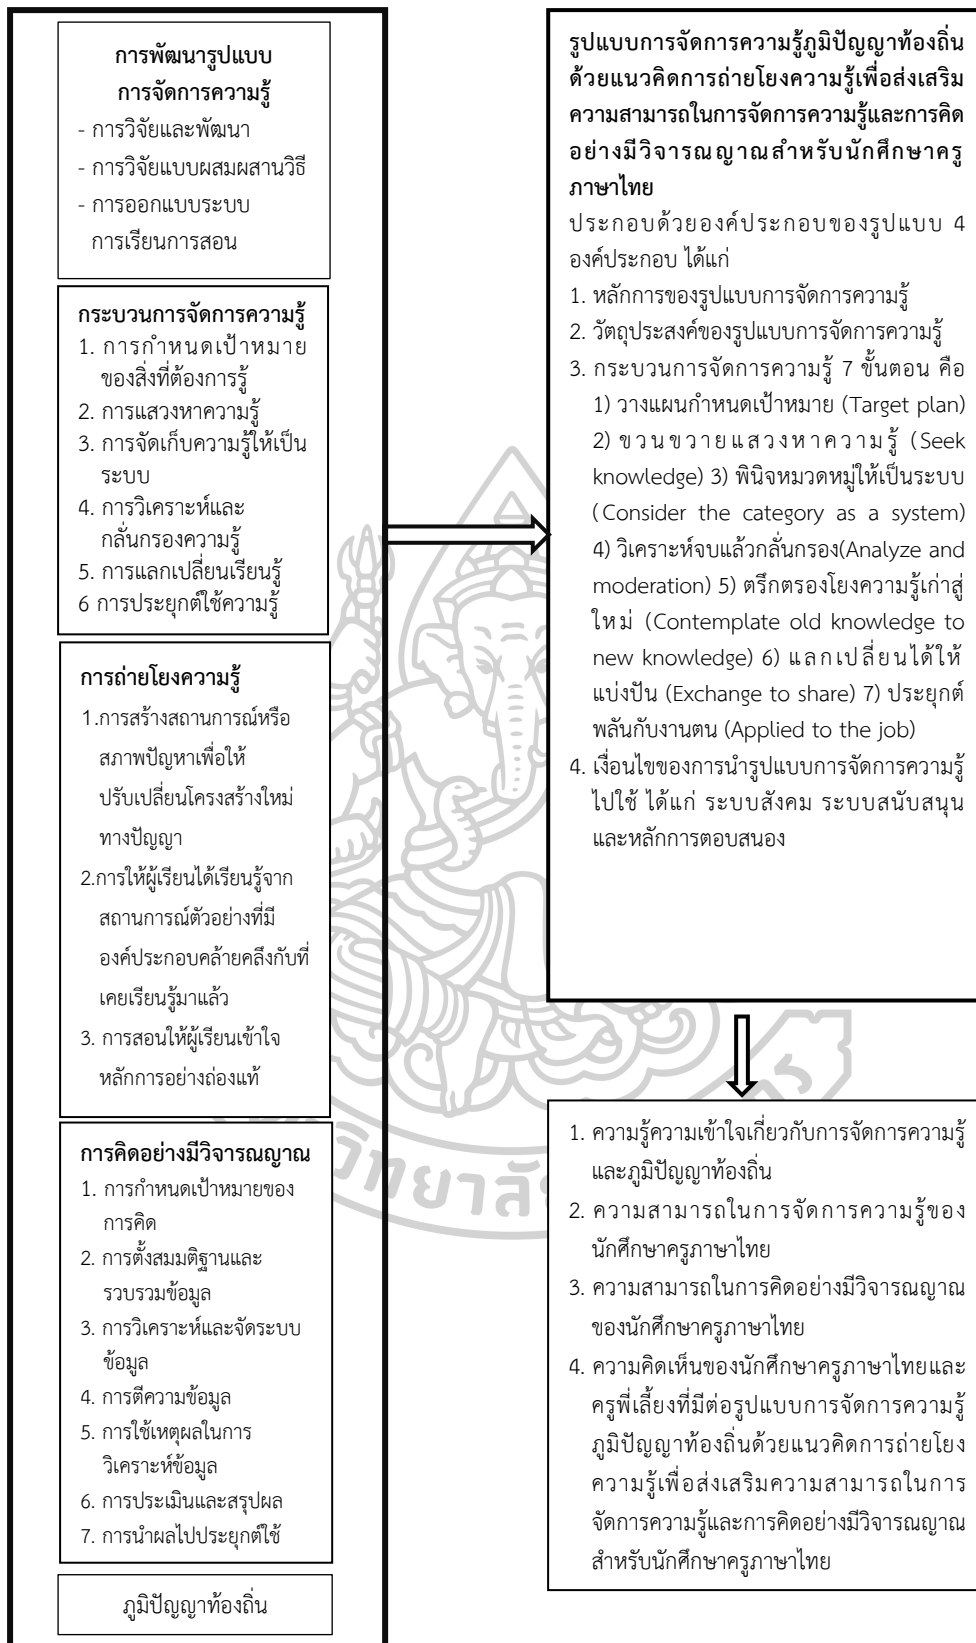 การพัฒนารูปแบบ
การจัดการความรู้
- การวิจัยและพัฒนา
- การวิจัยแบบผสมผสานวิธี
- การออกแบบระบบ
การเรียนการสอน
กระบวนการจัดการความรู้
1. การกำหนดเป้าหมาย
ของสิ่งที่ต้องการรู้
2. การแสวงหาความรู้
3. การจัดเก็บความรู้ให้เป็น
ระบบ
4. การวิเคราะห์และ
กลั่นกรองความรู้
5. การแลกเปลี่ยนเรียนรู้
6 การประยุกต์ใช้ความรู้
การถ่ายโยงความรู้
1.การสร้างสถานการณ์หรือ
สภาพปัญหาเพื่อให้
ปรับเปลี่ยนโครงสร้างใหม่
ทางปัญญา
2.การให้ผู้เรียนได้เรียนรู้จาก
สถานการณ์ตัวอย่างที่มี
องค์ประกอบคล้ายคลึงกับที่
เคยเรียนรู้มาแล้ว
3. การสอนให้ผู้เรียนเข้าใจ
หลักการอย่างถ่องแท้
การคิดอย่างมีวิจารณญาณ
1. การกำหนดเป้าหมายของ
การคิด
2. การตั้งสมมติฐานและ
รวบรวมข้อมูล
3. การวิเคราะห์และจัดระบบ
ข้อมูล
4. การตีความข้อมูล
5. การใช้เหตุผลในการ
วิเคราะห์ข้อมูล
6. การประเมินและสรุปผล
7. การนำผลไปประยุกต์ใช้
ภูมิปัญญาท้องถิ่น
รูปแบบการจัดการความรู้ภูมิปัญญาท้องถิ่น
ด้วยแนวคิดการถ่ายโยงความรู้เพื่อส่งเสริม
ความสามารถในการจัดการความรู้และการคิด
อย่างมีวิจารณญาณสำหรับนักศึกษาครู
ภาษาไทย
ประกอบด้วยองค์ประกอบของรูปแบบ 4
องค์ประกอบ ได้แก่
1. หลักการของรูปแบบการจัดการความรู้
2. วัตถุประสงค์ของรูปแบบการจัดการความรู้
3. กระบวนการจัดการความรู้ 7 ขั้นตอน คือ
1) วางแผนกำหนดเป้าหมาย (Target plan)
2) ขวนขวายแสวงหาความรู้ (Seek
knowledge) 3) พินิจหมวดหมู่ให้เป็นระบบ
(Consider the category as a system)
4) วิเคราะห์จบแล้วกลั่นกรอง(Analyze and
moderation) 5) ตรึกตรองโยงความรู้เก่าสู่
ใหม่ (Contemplate old knowledge to
new knowledge) 6) แลกเปลี่ยนได้ให้
แบ่งปัน (Exchange to share) 7) ประยุกต์
พลันกับงานตน (Applied to the job)
4. เงื่อนไขของการนำรูปแบบการจัดการความรู้
ไปใช้ ได้แก่ ระบบสังคม ระบบสนับสนุน
และหลักการตอบสนอง
1. ความรู้ความเข้าใจเกี่ยวกับการจัดการความรู้
และภูมิปัญญาท้องถิ่น
2. ความสามารถในการจัดการความรู้ของ
นักศึกษาครูภาษาไทย
3. ความสามารถในการคิดอย่างมีวิจารณญาณ
ของนักศึกษาครูภาษาไทย
4. ความคิดเห็นของนักศึกษาครูภาษาไทยและ
ครูพี่เลี้ยงที่มีต่อรูปแบบการจัดการความรู้
ภูมิปัญญาท้องถิ่นด้วยแนวคิดการถ่ายโยง
ความรู้เพื่อส่งเสริมความสามารถในการ
จัดการความรู้และการคิดอย่างมีวิจารณญาณ
สำหรับนักศึกษาครูภาษาไทย